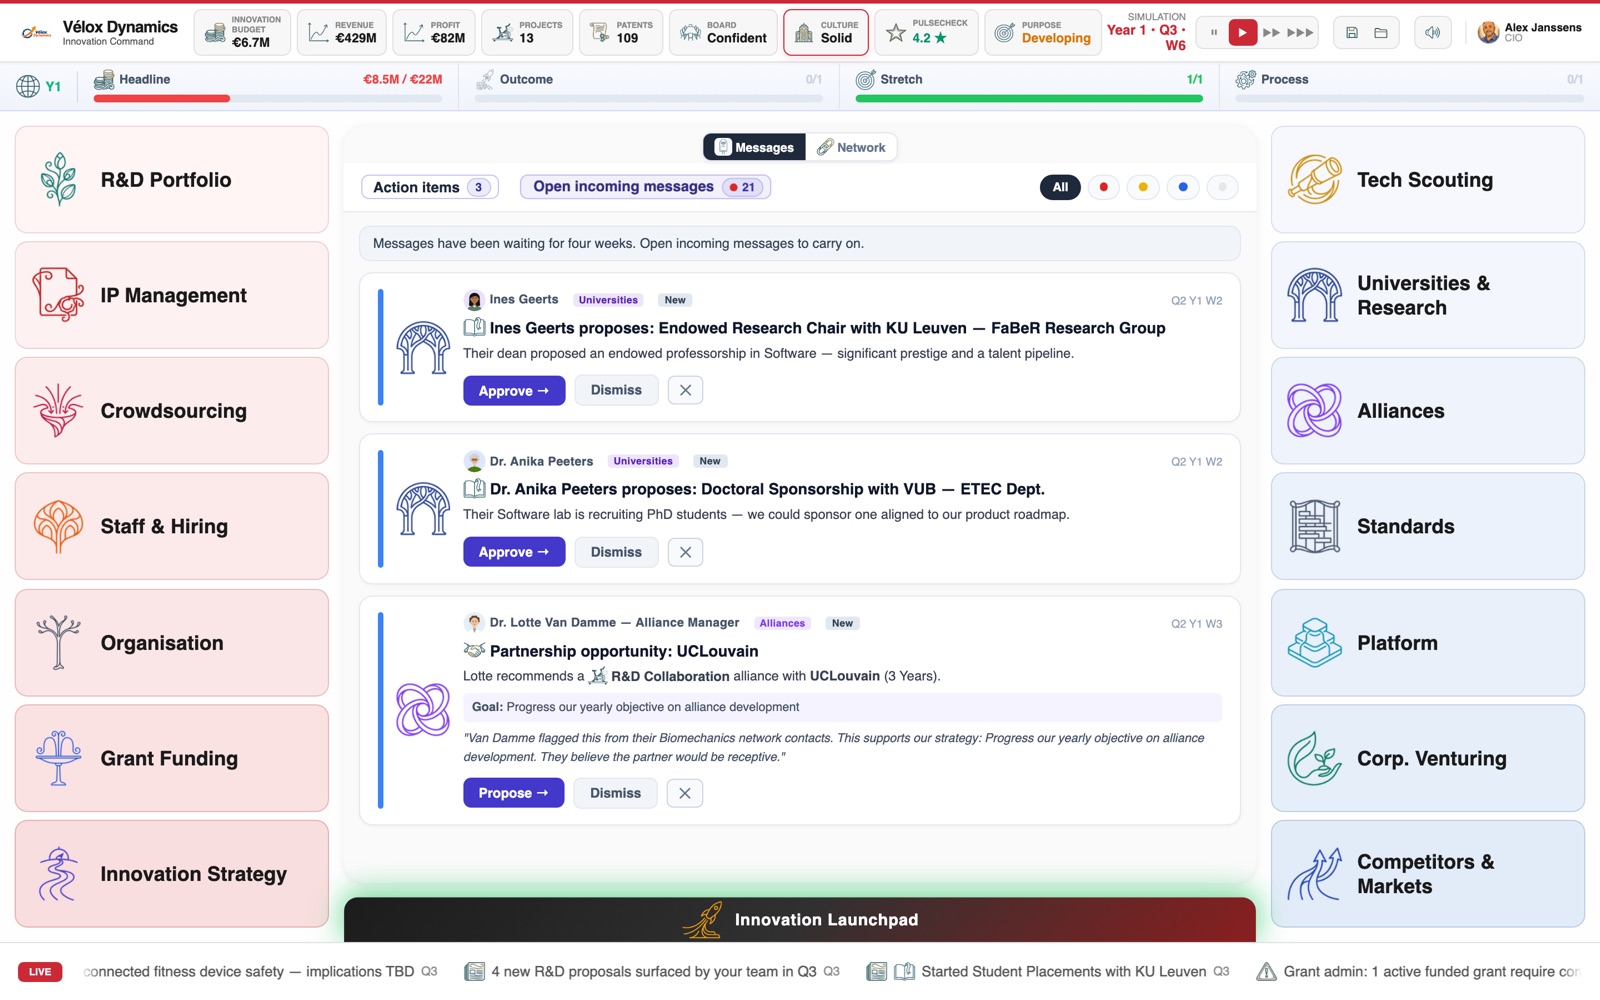 Vélox Dynamics
Innovation Command
INNOVATION BUDGET
€6.7M
REVENUE
€429M
PROFIT
€82M
PROJECTS
13
PATENTS
109
BOARD
Confident
CULTURE
Solid
PULSECHECK
4.2 ★
PURPOSE
Developing
SIMULATION
Year 1 • Q3 •
W6
Alex Janssens
CIO
Y1
Headline €8.5M / €22M
Outcome 0/1
Stretch 1/1
Process 0/1
R&D Portfolio
IP Management
Crowdsourcing
Staff & Hiring
Organisation
Grant Funding
Innovation Strategy
Messages Network
Action items 3
Open incoming messages 21
All
Messages have been waiting for four weeks. Open incoming messages to carry on.
Ines Geerts Universities New Q2 Y1 W2
Ines Geerts proposes: Endowed Research Chair with KU Leuven — FaBeR Research Group
Their dean proposed an endowed professorship in Software — significant prestige and a talent pipeline.
Approve → Dismiss
Dr. Anika Peeters Universities New Q2 Y1 W2
Dr. Anika Peeters proposes: Doctoral Sponsorship with VUB — ETEC Dept.
Their Software lab is recruiting PhD students — we could sponsor one aligned to our product roadmap.
Approve → Dismiss
Dr. Lotte Van Damme — Alliance Manager Alliances New Q2 Y1 W3
Partnership opportunity: UCLouvain
Lotte recommends a R&D Collaboration alliance with UCLouvain (3 Years).
Goal: Progress our yearly objective on alliance development
"Van Damme flagged this from their Biomechanics network contacts. This supports our strategy: Progress our yearly objective on alliance
development. They believe the partner would be receptive."
Propose → Dismiss
Innovation Launchpad
Tech Scouting
Universities &
Research
Alliances
Standards
Platform
Corp. Venturing
Competitors &
Markets
LIVE connected fitness device safety — implications TBD Q3 4 new R&D proposals surfaced by your team in Q3 Q3 Started Student Placements with KU Leuven Q3 Grant admin: 1 active funded grant require